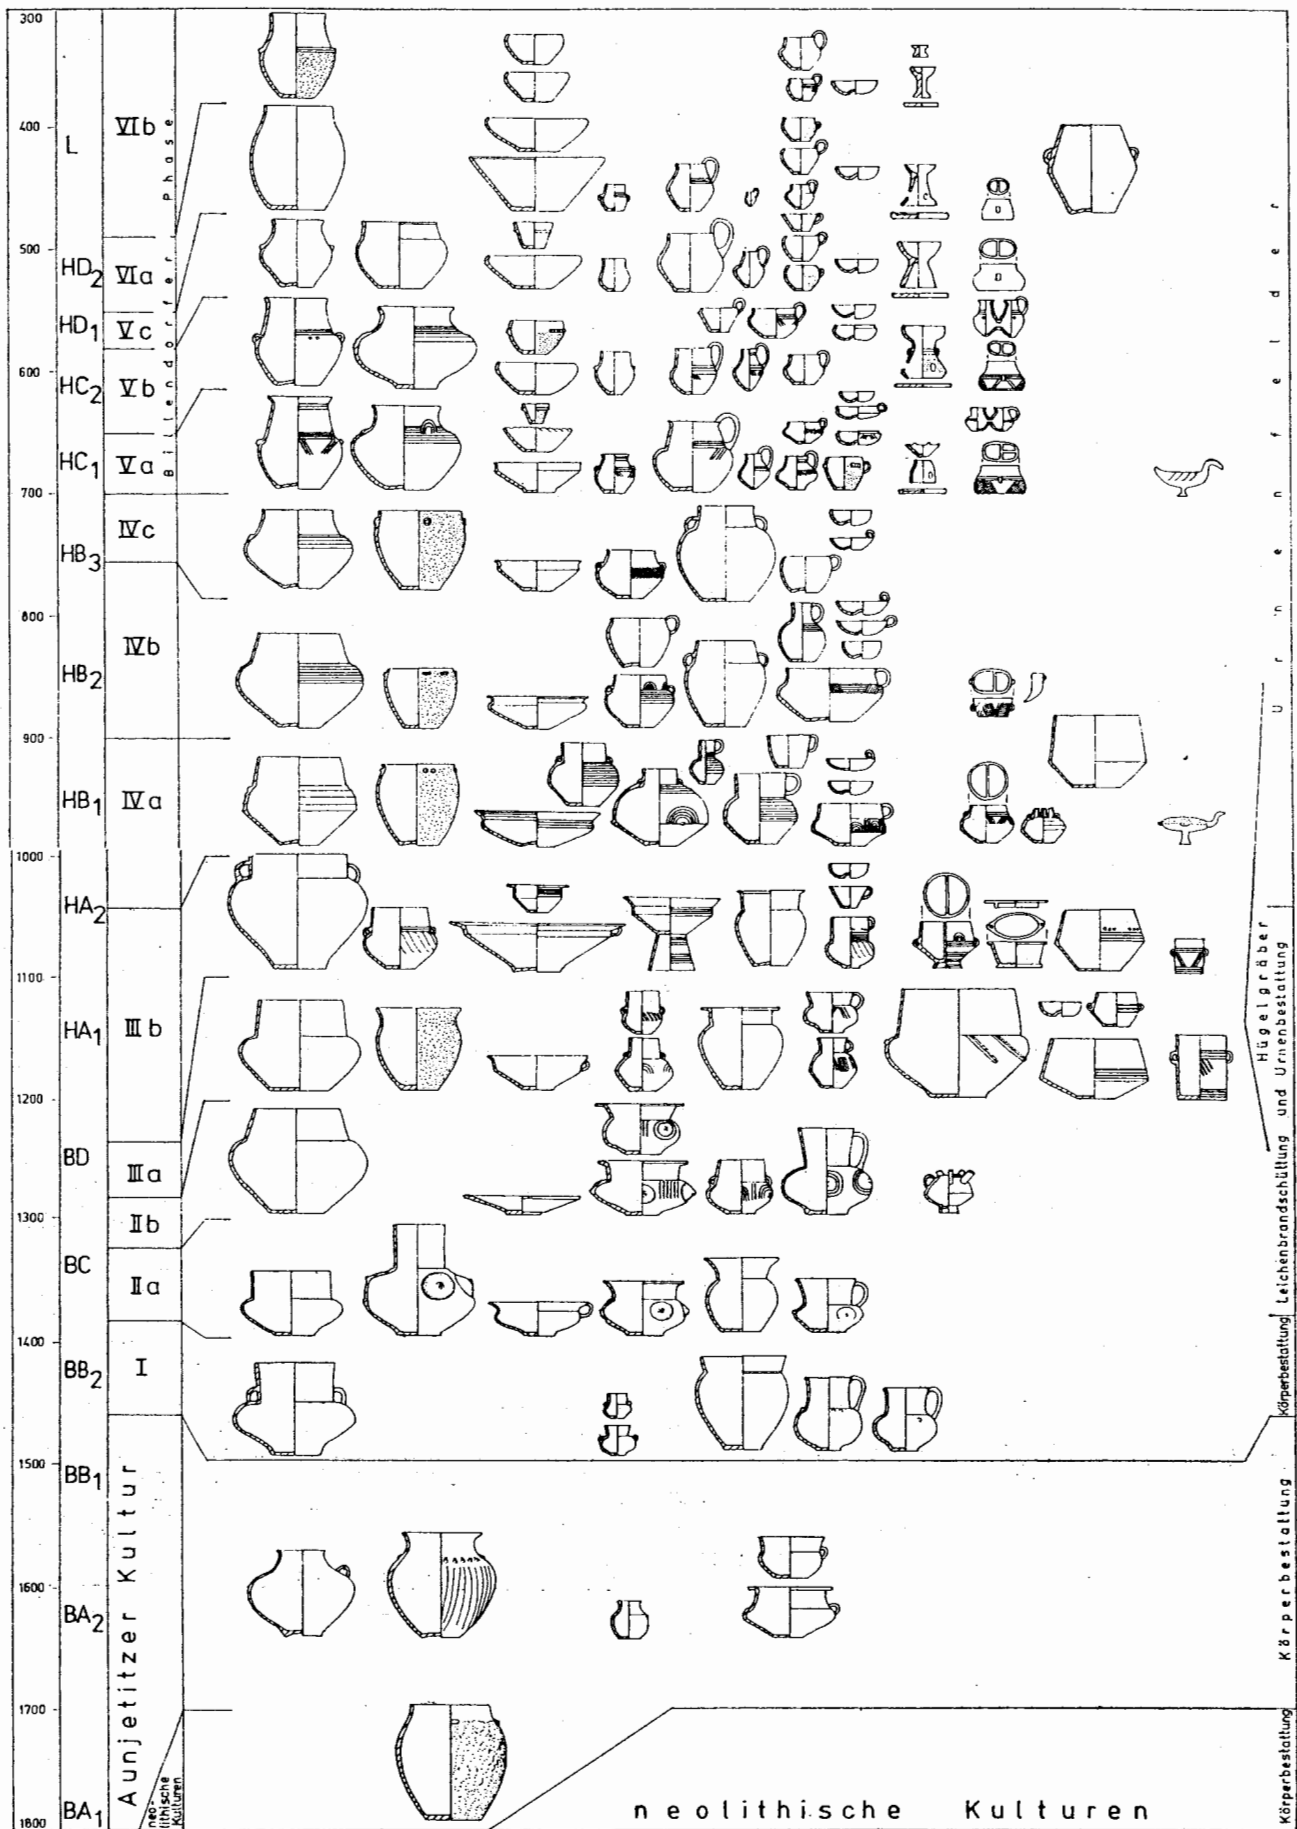 300
400
500
600
700
800
900
1000
1100
1200
1300
1400
1500
1600
1700
1800
L
HD2
HD1
HC2
HC1
HB3
HB2
HB1
HA2
HA1
BD
BC
BB2
BB1
BA2
BA1
VIb
VIa
Vc
Vb
Va
IVc
IVb
IVa
IIIb
IIIa
IIb
IIa
I
Aunjetitzer Kultur
neo-
lithische
Kulturen
Billendorfer Phase
neolithische Kulturen
Urnenfelder
Hügelgräber
Leichenbrandschüttung und Urnenbestattung
Körperbestattung
Körperbestattung
Körperbestattung